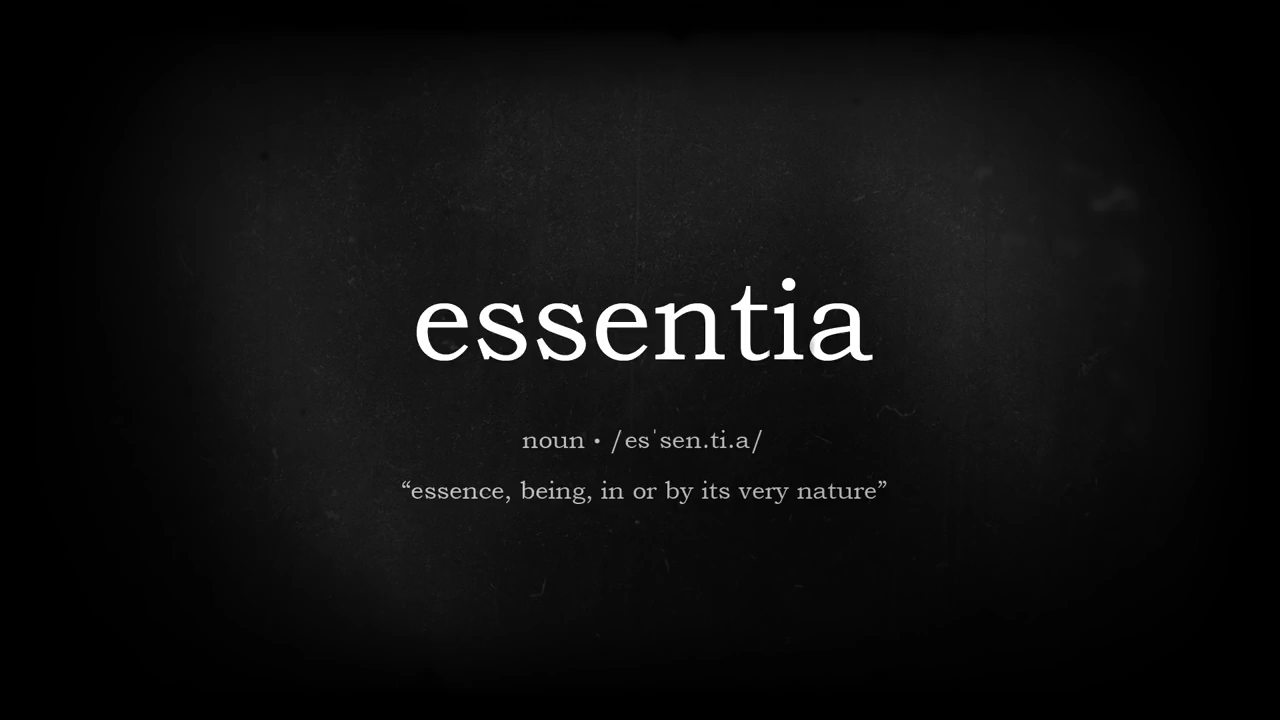 essentia
noun • /esˈsen.ti.a/
“essence, being, in or by its very nature”